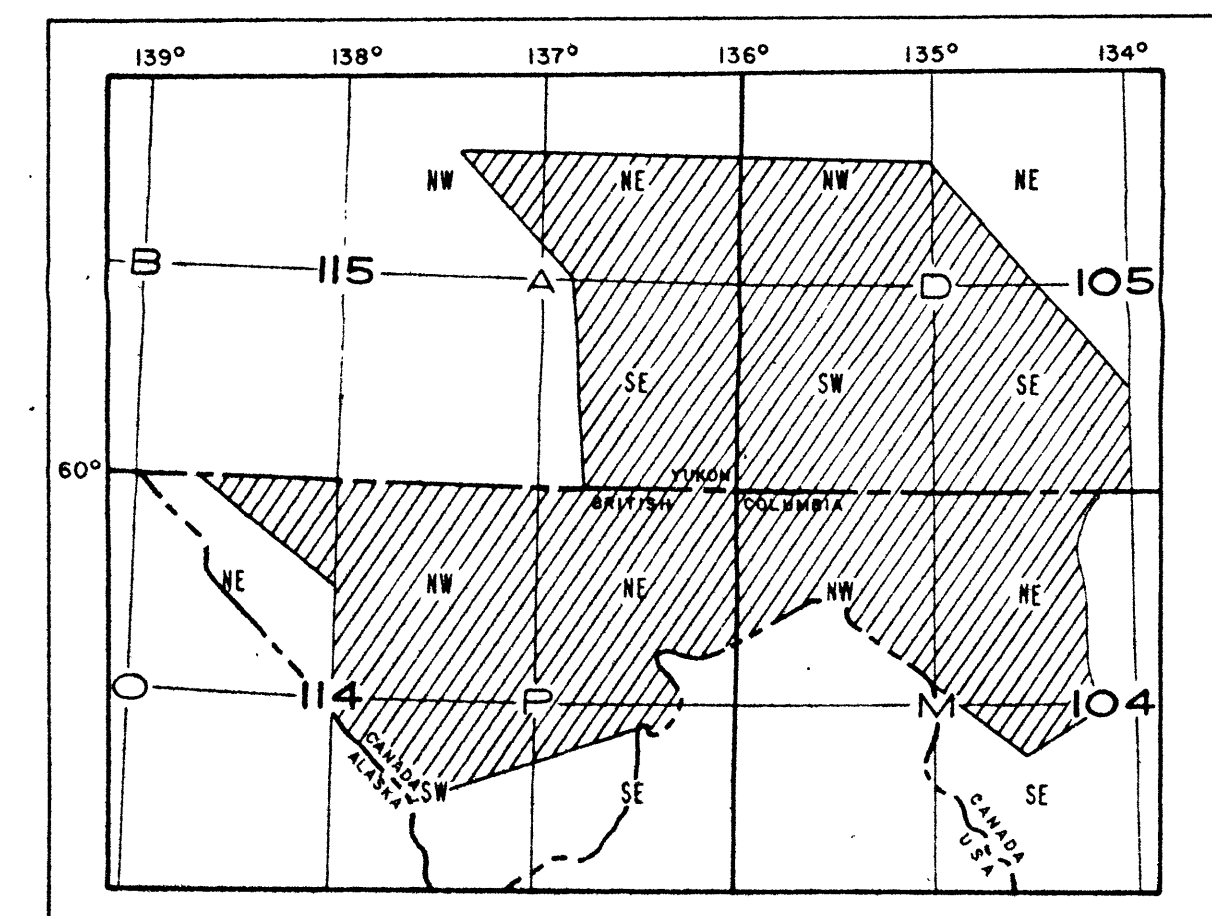 139° 138° 137° 136° 135° 134°
NW NE NW NE
B 115 A D 105
SE SW SE
60°
YUKON
BRITISH COLUMBIA
NE NW NE NW NE
O 114 P M 104
CANADA
ALASKA
SW SE SE
CANADA
USA